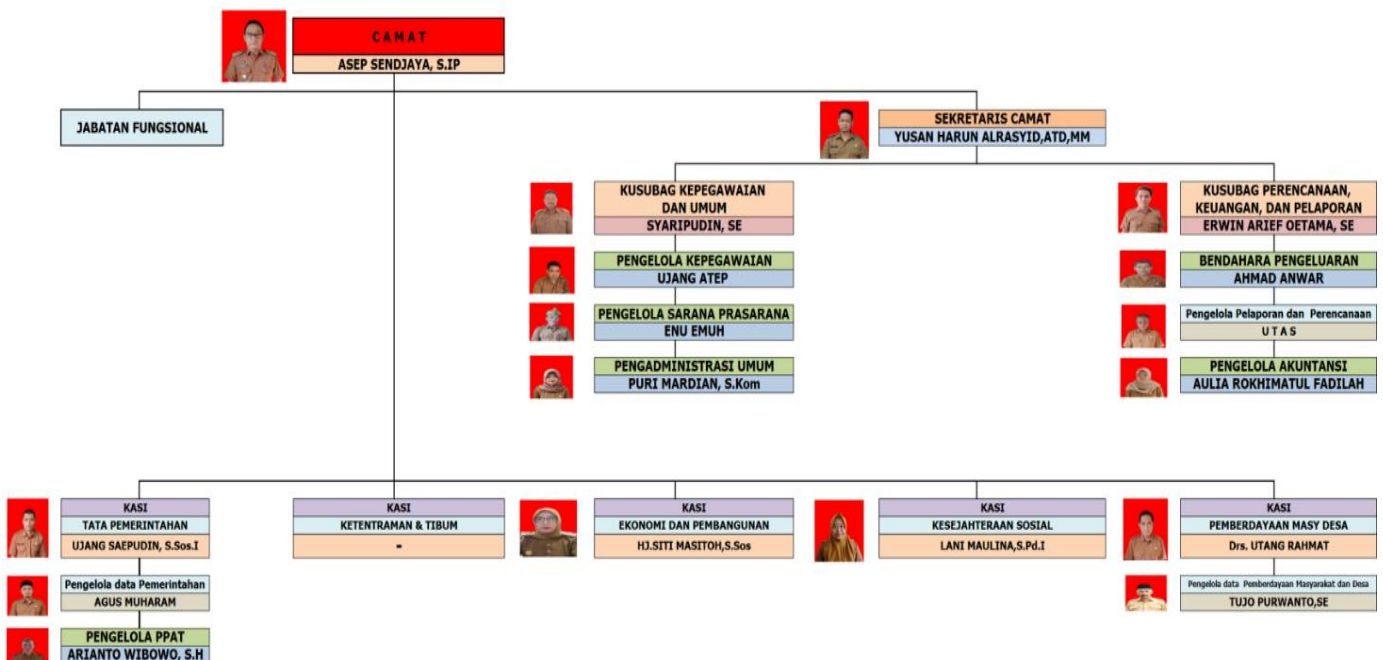 C A M A T
ASEP SENDJAYA, S.IP
JABATAN FUNGSIONAL
SEKRETARIS CAMAT
YUSAN HARUN ALRASYID,ATD,MM
KUSUBAG KEPEGAWAIAN
DAN UMUM
SYARIPUDIN, SE
PENGELOLA KEPEGAWAIAN
UJANG ATEP
PENGELOLA SARANA PRASARANA
ENU EMUH
PENGADMINISTRASI UMUM
PURI MARDIAN, S.Kom
KUSUBAG PERENCANAAN,
KEUANGAN, DAN PELAPORAN
ERWIN ARIEF OETAMA, SE
BENDAHARA PENGELUARAN
AHMAD ANWAR
Pengelola Pelaporan dan Perencanaan
U T A S
PENGELOLA AKUNTANSI
AULIA ROKHIMATUL FADILAH
KASI
TATA PEMERINTAHAN
UJANG SAEPUDIN, S.Sos.I
Pengelola data Pemerintahan
AGUS MUHARAM
PENGELOLA PPAT
ARIANTO WIBOWO, S.H
KASI
KETENTRAMAN & TIBUM
-
KASI
EKONOMI DAN PEMBANGUNAN
HJ.SITI MASITOH,S.Sos
KASI
KESEJAHTERAAN SOSIAL
LANI MAULINA,S.Pd.I
KASI
PEMBERDAYAAN MASY DESA
Drs. UTANG RAHMAT
Pengelola data Pemberdayaan Masyarakat dan Desa
TUJO PURWANTO,SE